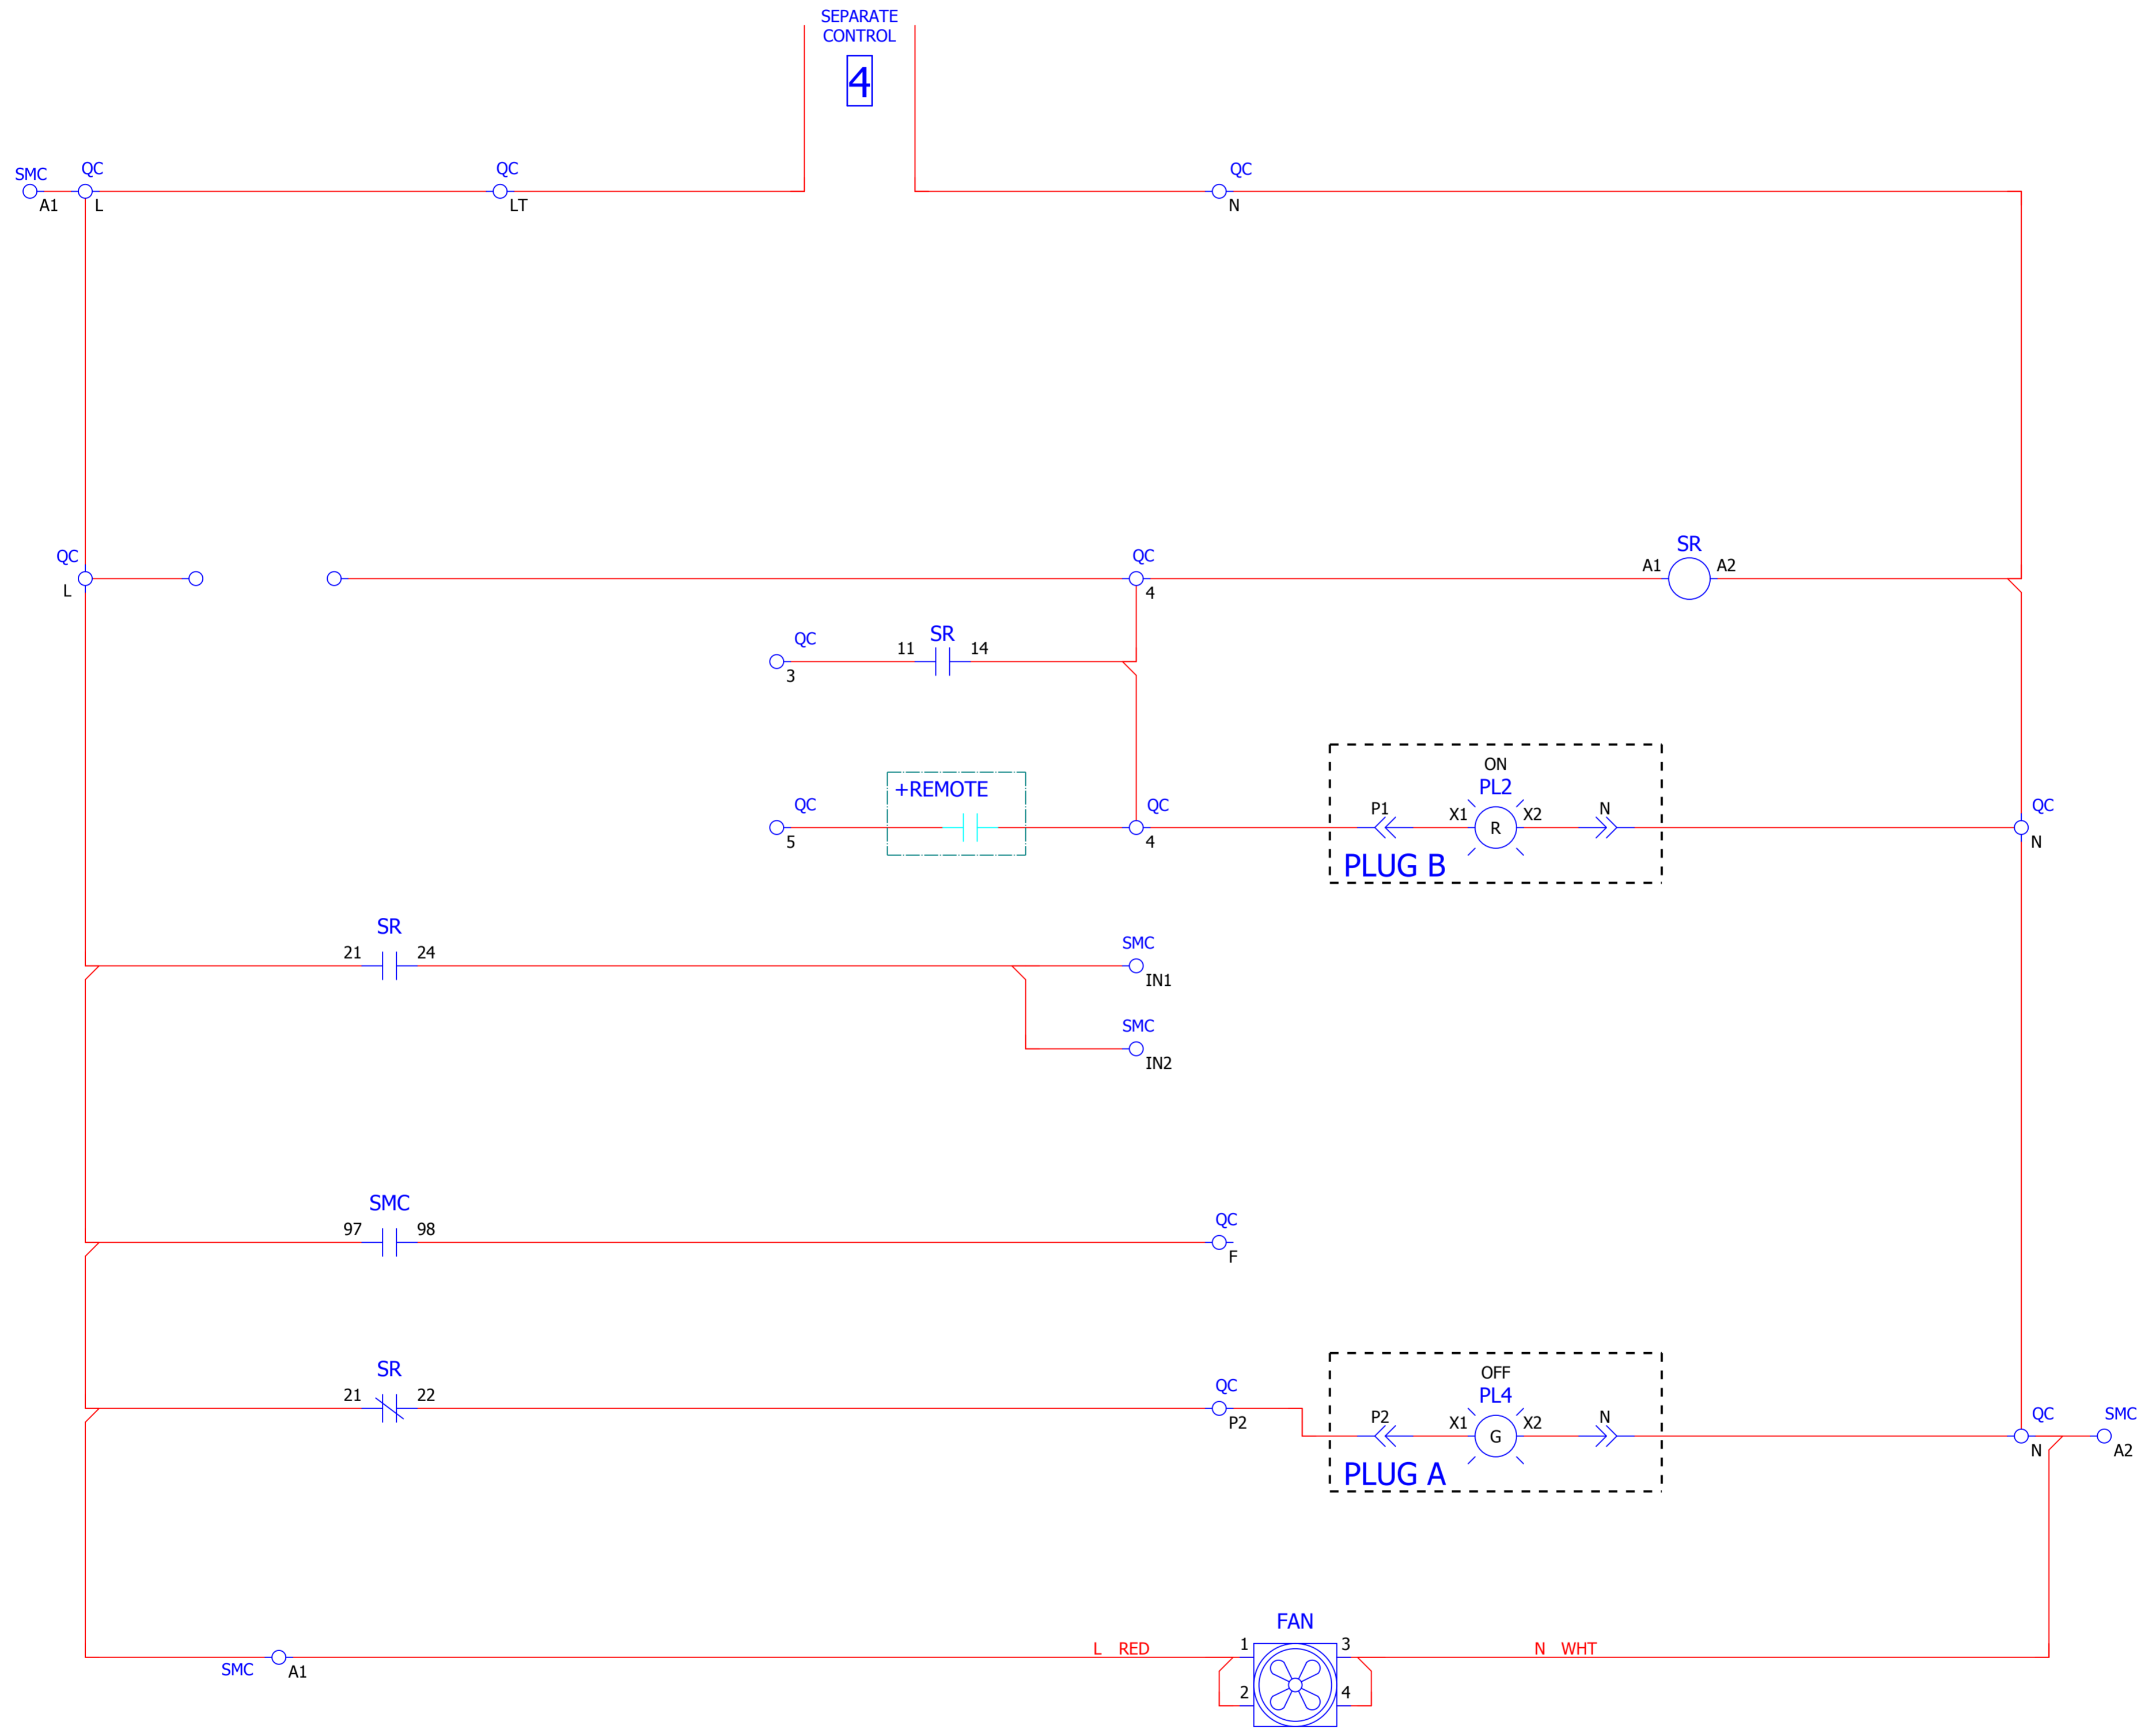 SEPARATE
CONTROL
4
SMC
QC
QC
QC
A1
L
LT
N
SR
QC
QC
A1
A2
L
4
QC
SR
11
14
3
ON
+REMOTE
PL2
QC
QC
P1
X1
X2
N
QC
R
5
4
N
PLUG B
SR
21
24
SMC
IN1
SMC
IN2
SMC
97
98
QC
F
SR
OFF
21
22
QC
PL4
QC
SMC
P2
P2
X1
X2
N
G
N
A2
PLUG A
FAN
1
3
L RED
N WHT
SMC
A1
2
4